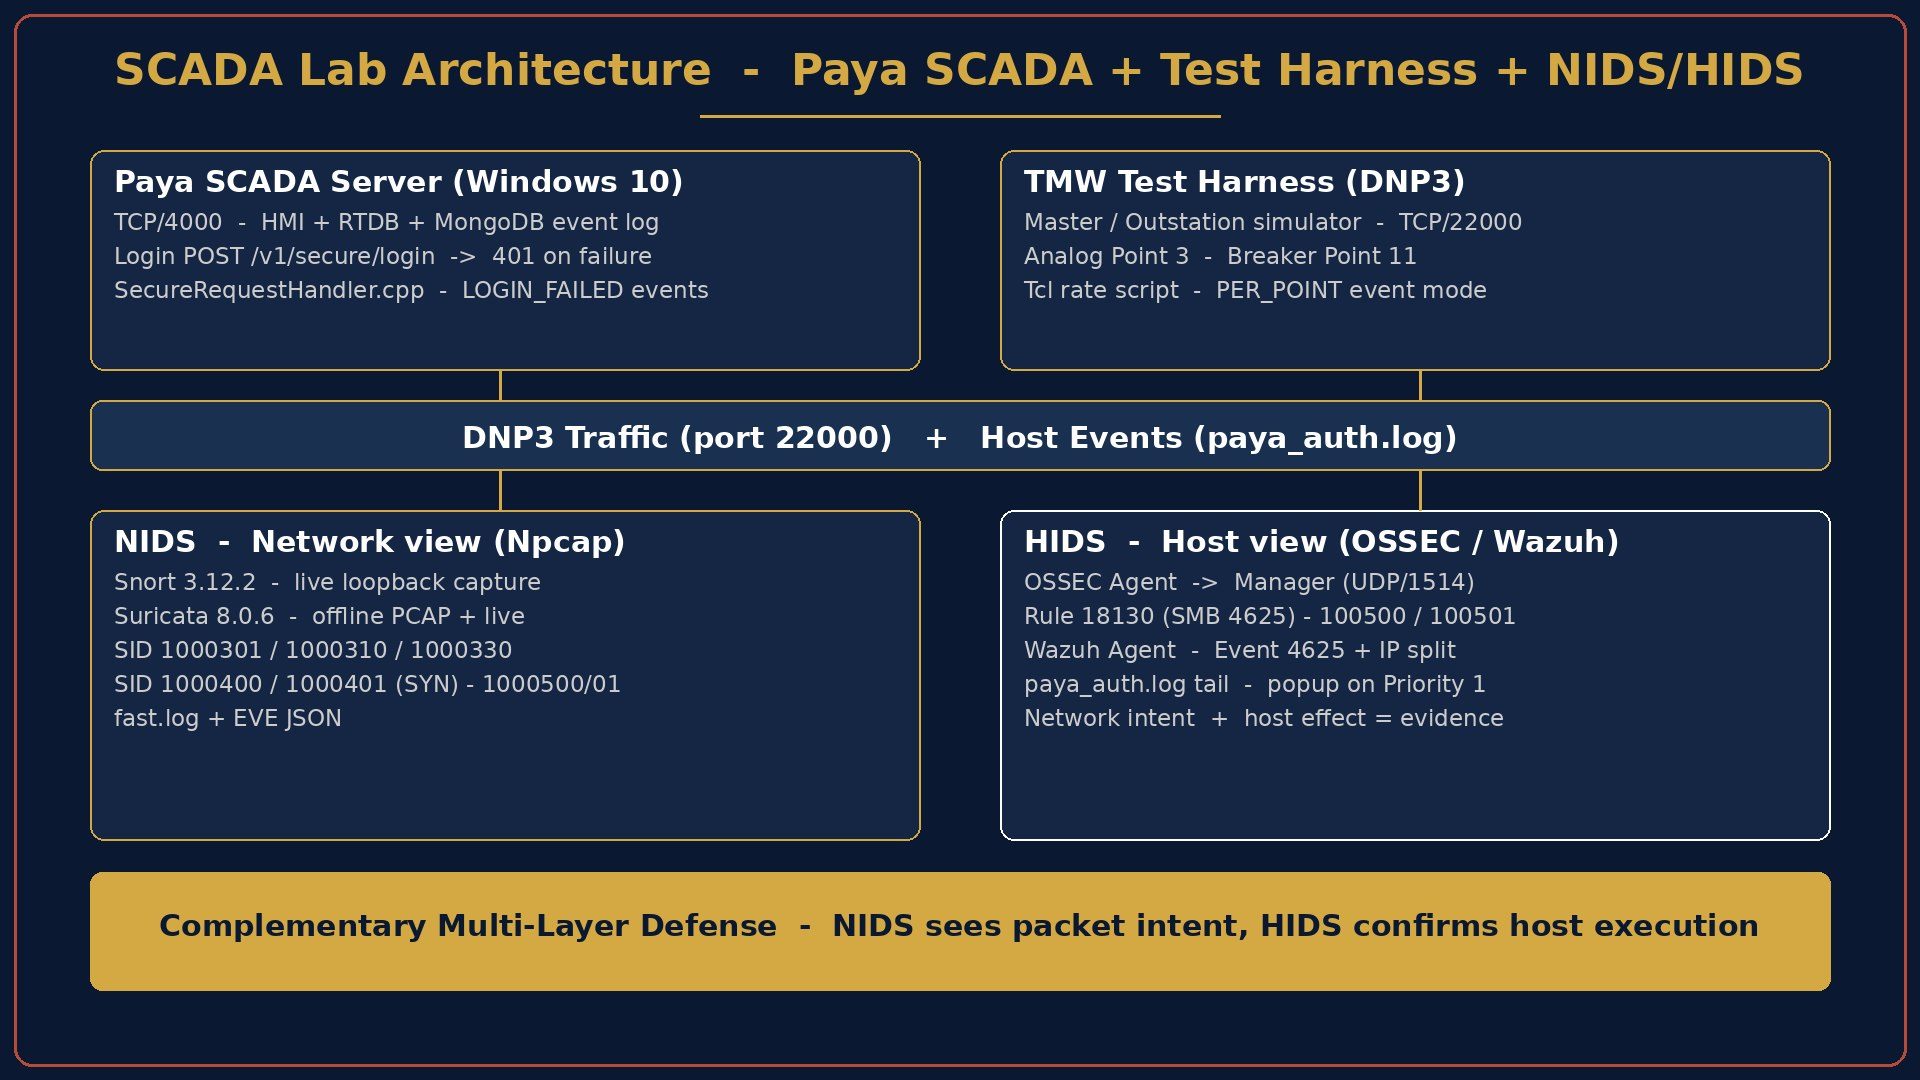 SCADA Lab Architecture - Paya SCADA + Test Harness + NIDS/HIDS
Paya SCADA Server (Windows 10)
TCP/4000 - HMI + RTDB + MongoDB event log
Login POST /v1/secure/login -> 401 on failure
SecureRequestHandler.cpp - LOGIN_FAILED events
TMW Test Harness (DNP3)
Master / Outstation simulator - TCP/22000
Analog Point 3 - Breaker Point 11
Tcl rate script - PER_POINT event mode
DNP3 Traffic (port 22000) + Host Events (paya_auth.log)
NIDS - Network view (Npcap)
Snort 3.12.2 - live loopback capture
Suricata 8.0.6 - offline PCAP + live
SID 1000301 / 1000310 / 1000330
SID 1000400 / 1000401 (SYN) - 1000500/01
fast.log + EVE JSON
HIDS - Host view (OSSEC / Wazuh)
OSSEC Agent -> Manager (UDP/1514)
Rule 18130 (SMB 4625) - 100500 / 100501
Wazuh Agent - Event 4625 + IP split
paya_auth.log tail - popup on Priority 1
Network intent + host effect = evidence
Complementary Multi-Layer Defense - NIDS sees packet intent, HIDS confirms host execution